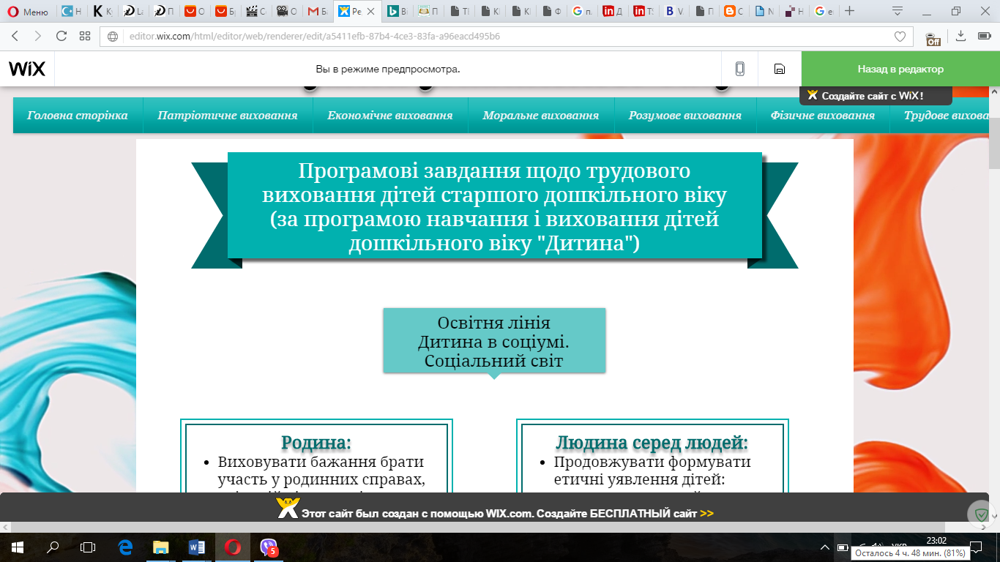 Меню
editor.wix.com/html/editor/web/renderer/edit/a5411efb-87b4-4ce3-83fa-a96eacd495b6
Off
WiX
Вы в режиме предпросмотра.
Назад в редактор
Создайте сайт с WiX!
Головна сторінка
Патріотичне виховання
Економічне виховання
Моральне виховання
Розумове виховання
Фізичне виховання
Трудове вихова
Програмові завдання щодо трудового
виховання дітей старшого дошкільного віку
(за програмою навчання і виховання дітей
дошкільного віку "Дитина")
Освітня лінія
Дитина в соціумі.
Соціальний світ
Родина:
• Виховувати бажання брати
участь у родинних справах,
Людина серед людей:
• Продовжувати формувати
етичні уявлення дітей:
Этот сайт был создан с помощью WIX.com. Создайте БЕСПЛАТНЫЙ сайт >>
5
23:02
Осталось 4 ч. 48 мин. (81%)